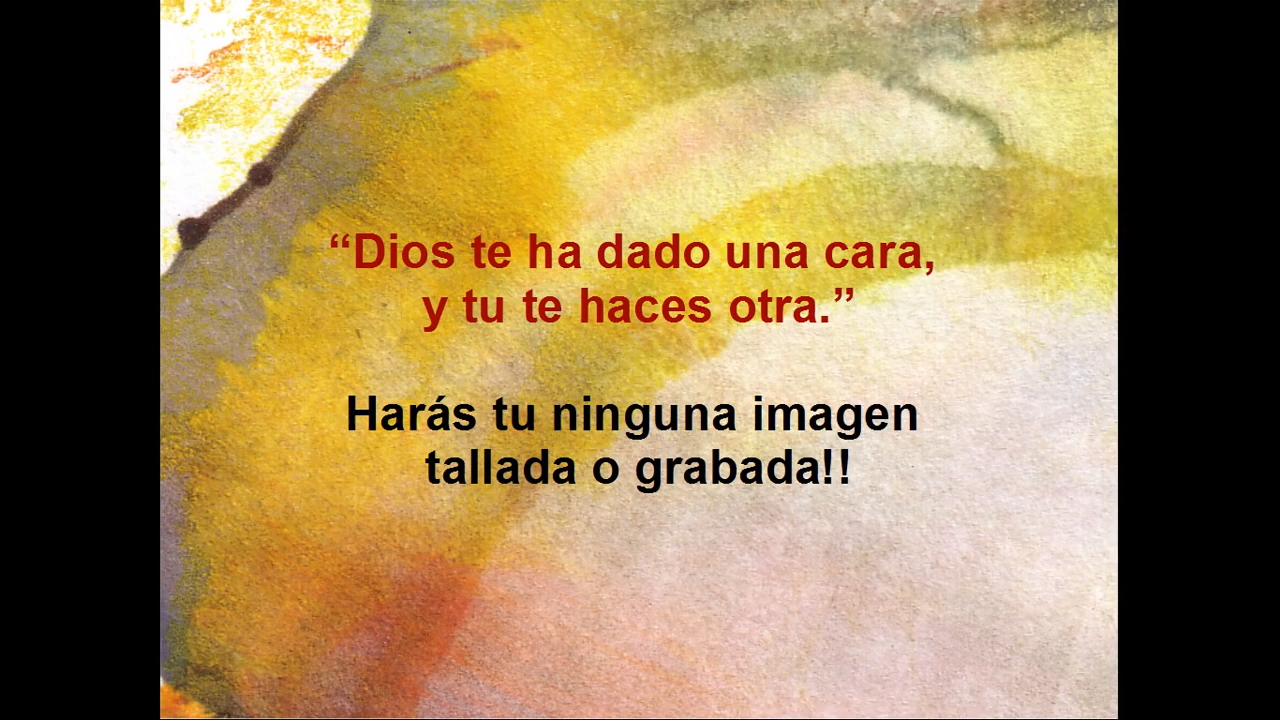 “Dios te ha dado una cara,
y tu te haces otra.”
Harás tu ninguna imagen
tallada o grabada!!